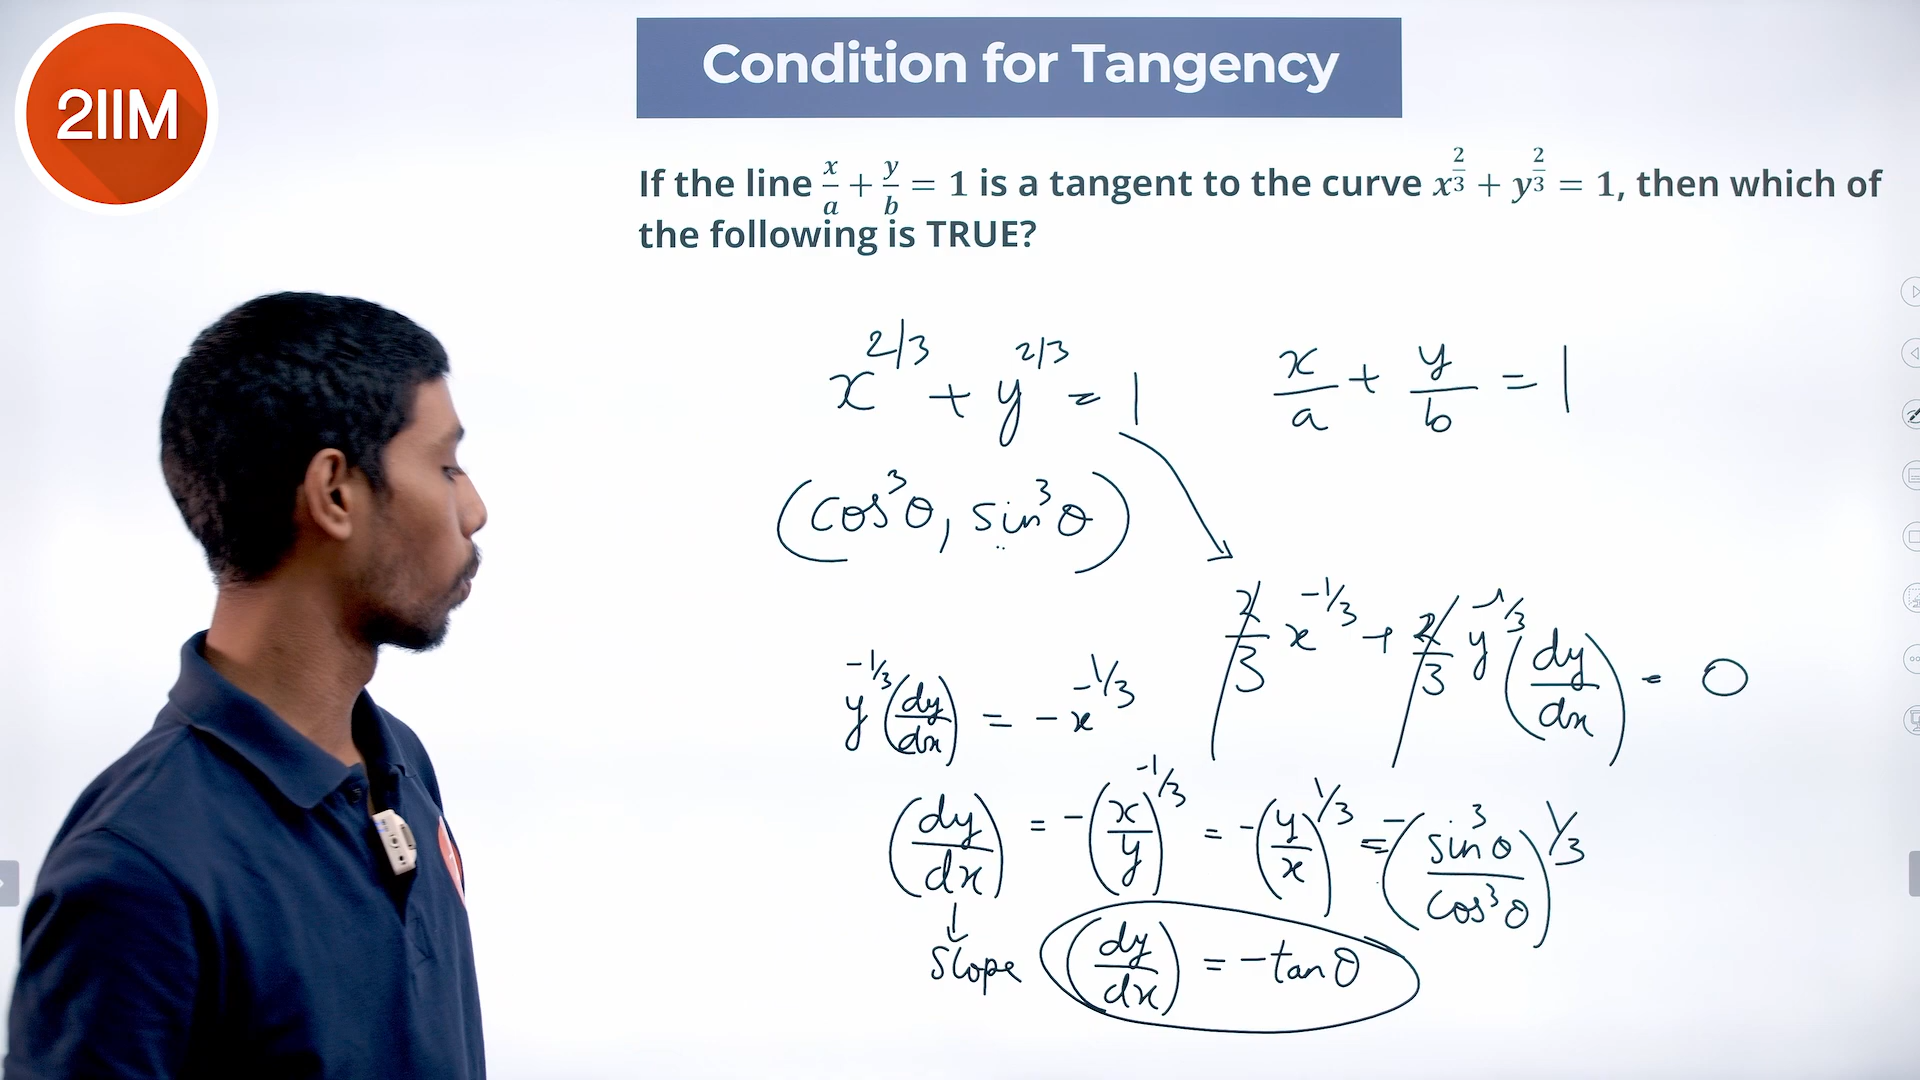 2IIM
Condition for Tangency
If the line x/a + y/b = 1 is a tangent to the curve x^(2/3) + y^(2/3) = 1, then which of
the following is TRUE?
x^(2/3) + y^(2/3) = 1
x/a + y/b = 1
(cos³θ, sin³θ)
2/3 x^(-1/3) + 2/3 y^(-1/3) (dy/dx) = 0
y^(-1/3) (dy/dx) = -x^(-1/3)
(dy/dx) = -(x/y)^(-1/3) = -(y/x)^(1/3) = -(sin³θ/cos³θ)^(1/3)
↓
Slope
(dy/dx) = -tan θ